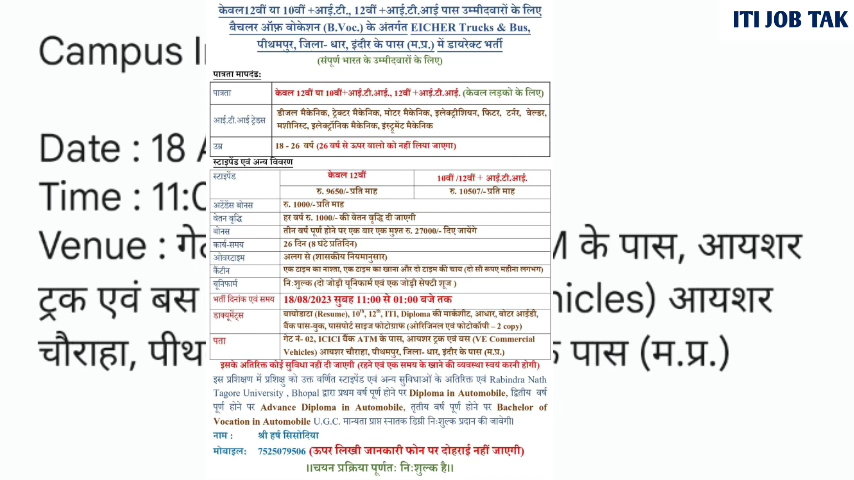 ITI JOB TAK
केवल12वीं या 10वीं +आई.टी., 12वीं +आई.टी.आई पास उम्मीदवारों के लिए
बैचलर ऑफ़ वोकेशन (B.Voc.) के अंतर्गत EICHER Trucks & Bus,
पीथमपुर, जिला- धार, इंदौर के पास (म.प्र.) में डायरेक्ट भर्ती
(संपूर्ण भारत के उम्मीदवारों के लिए)
पात्रता मापदंड:
पात्रता केवल 12वीं या 10वीं+आई.टी.आई., 12वीं +आई.टी.आई. (केवल लड़को के लिए)
आई.टी.आई ट्रेडस डीजल मैकेनिक, ट्रेक्टर मैकेनिक, मोटर मैकेनिक, इलेक्ट्रीशियन, फिटर, टर्नर, वेल्डर,
मशीनिस्ट, इलेक्ट्रॉनिक मैकेनिक, इंस्ट्रूमेंट मैकेनिक
उम्र 18 - 26 वर्ष (26 वर्ष से ऊपर वालो को नहीं लिया जाएगा)
स्टाइपेंड एवं अन्य विवरण
स्टाइपेंड केवल 12वीं 10वीं /12वीं + आई.टी.आई.
रु. 9650/- प्रति माह रु. 10507/- प्रति माह
अटेंडेंस बोनस रु. 1000/- प्रति माह
वेतन वृद्धि हर वर्ष रु. 1000/- की वेतन वृद्धि दी जाएगी
बोनस तीन वर्ष पूर्ण होने पर एक बार एक मुश्त रु. 27000/- दिए जायेंगे
कार्य-समय 26 दिन (8 घंटे प्रतिदिन)
ओवरटाइम अलग से (शासकीय नियमानुसार)
कैंटीन एक टाइम का नाश्ता, एक टाइम का खाना और दो टाइम की चाय (दो सौ रूपए महीना लगभग)
यूनिफार्म नि:शुल्क (दो जोड़ी यूनिफार्म एवं एक जोड़ी सेफ्टी शूज )
भर्ती दिनांक एवं समय 18/08/2023 सुबह 11:00 से 01:00 बजे तक
डाक्यूमेंट्स बायोडाटा (Resume), 10th, 12th, ITI, Diploma की मार्कशीट, आधार, वोटर आईडी,
बैंक पास-बुक, पासपोर्ट साइज फोटोग्राफ (ओरिजिनल एवं फोटोकॉपी – 2 copy)
पता गेट नं- 02, ICICI बैंक ATM के पास, आयशर ट्रक एवं बस (VE Commercial
Vehicles) आयशर चौराहा, पीथमपुर, जिला- धार, इंदौर के पास (म.प्र.)
इसके अतिरिक्त कोई सुविधा नही दी जाएगी (रहने एवं एक समय के खाने की व्यवस्था स्वयं करनी होगी)
इस प्रशिक्षण में प्रशिक्षु को उक्त वर्णित स्टाइपेंड एवं अन्य सुविधाओं के अतिरिक्त एवं Rabindra Nath
Tagore University , Bhopal द्वारा प्रथम वर्ष पूर्ण होने पर Diploma in Automobile, द्वितीय वर्ष
पूर्ण होने पर Advance Diploma in Automobile, तृतीय वर्ष पूर्ण होने पर Bachelor of
Vocation in Automobile U.G.C. मान्यता प्राप्त स्नातक डिग्री नि:शुल्क प्रदान की जावेगी।
नाम : श्री हर्ष सिसोदिया
मोबाइल: 7525079506 (ऊपर लिखी जानकारी फोन पर दोहराई नहीं जाएगी)
।।चयन प्रक्रिया पूर्णतः नि:शुल्क है।।
Campus
Date : 18
Time : 11:
Venue : के पास, आयशर
ट्रक एवं बस आयशर
चौराहा, पास (म.प्र.)